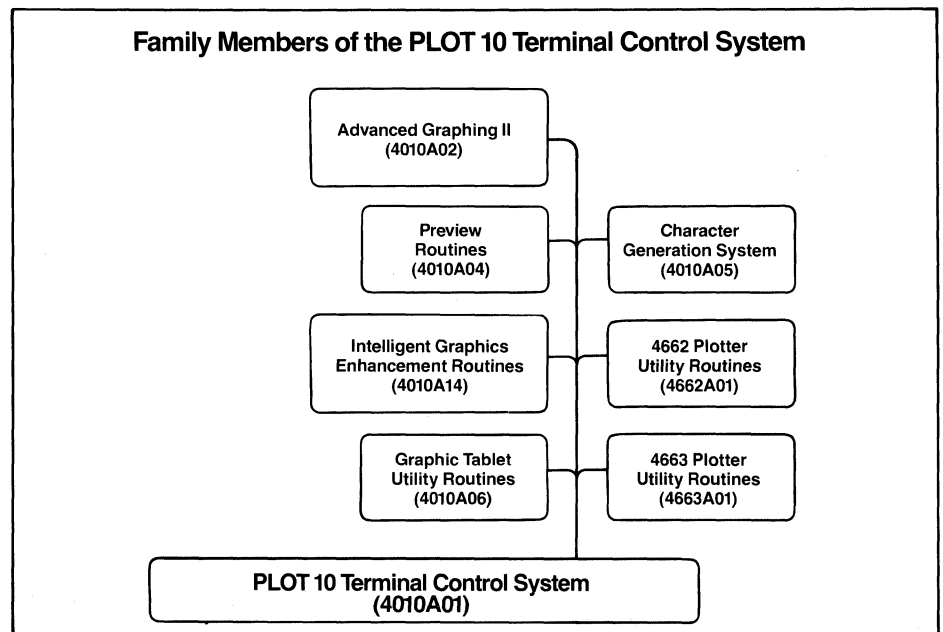 Family Members of the PLOT 10 Terminal Control System
Advanced Graphing II
(4010A02)
Preview
Routines
(4010A04)
Character
Generation System
(4010A05)
Intelligent Graphics
Enhancement Routines
(4010A14)
4662 Plotter
Utility Routines
(4662A01)
Graphic Tablet
Utility Routines
(4010A06)
4663 Plotter
Utility Routines
(4663A01)
PLOT 10 Terminal Control System
(4010A01)